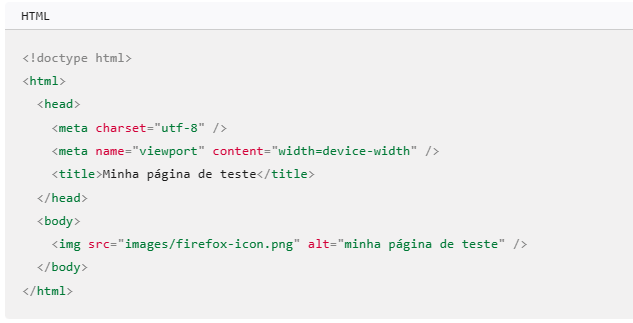 HTML
<!doctype html>
<html>
  <head>
    <meta charset="utf-8" />
    <meta name="viewport" content="width=device-width" />
    <title>Minha página de teste</title>
  </head>
  <body>
    <img src="images/firefox-icon.png" alt="minha página de teste" />
  </body>
</html>